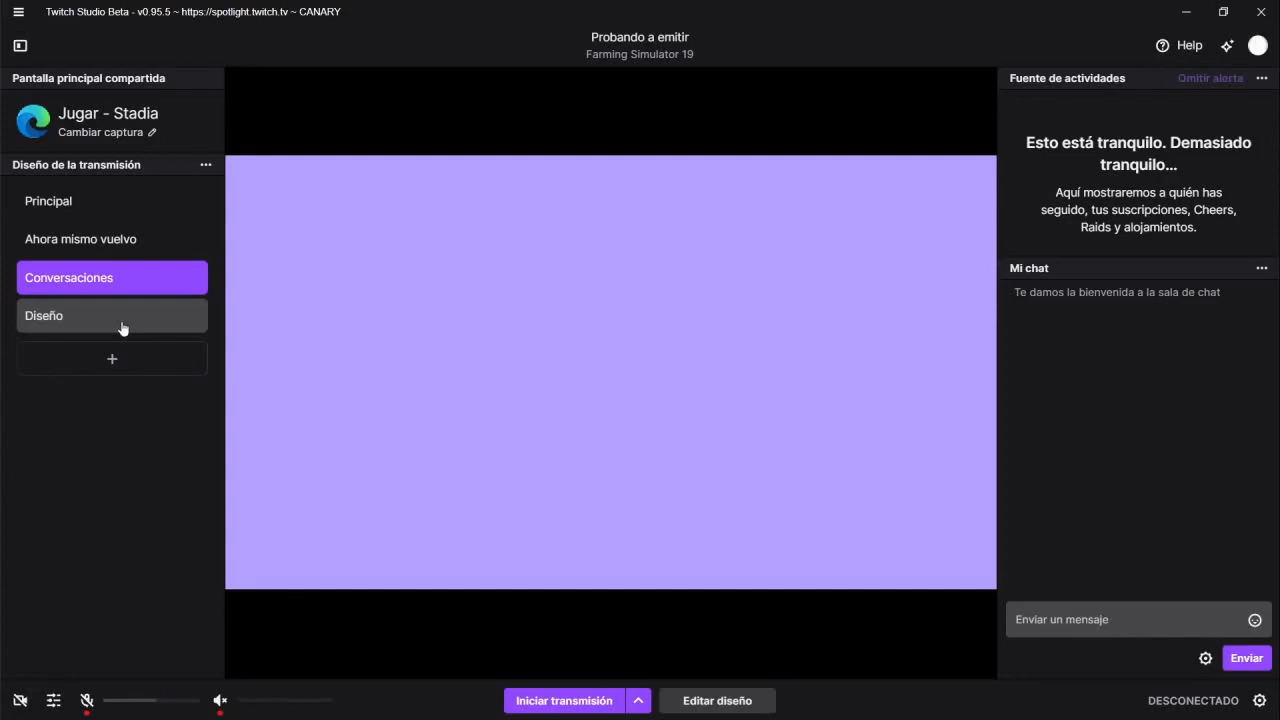 Twitch Studio Beta - v0.95.5 ~ https://spotlight.twitch.tv ~ CANARY
Probando a emitir
Farming Simulator 19
Help
Pantalla principal compartida
Jugar - Stadia
Cambiar captura
Diseño de la transmisión
Principal
Ahora mismo vuelvo
Conversaciones
Diseño
+
Fuente de actividades
Omitir alerta
Esto está tranquilo. Demasiado
tranquilo...
Aquí mostraremos a quién has
seguido, tus suscripciones, Cheers,
Raids y alojamientos.
Mi chat
Te damos la bienvenida a la sala de chat
Enviar un mensaje
Enviar
Iniciar transmisión
Editar diseño
DESCONECTADO